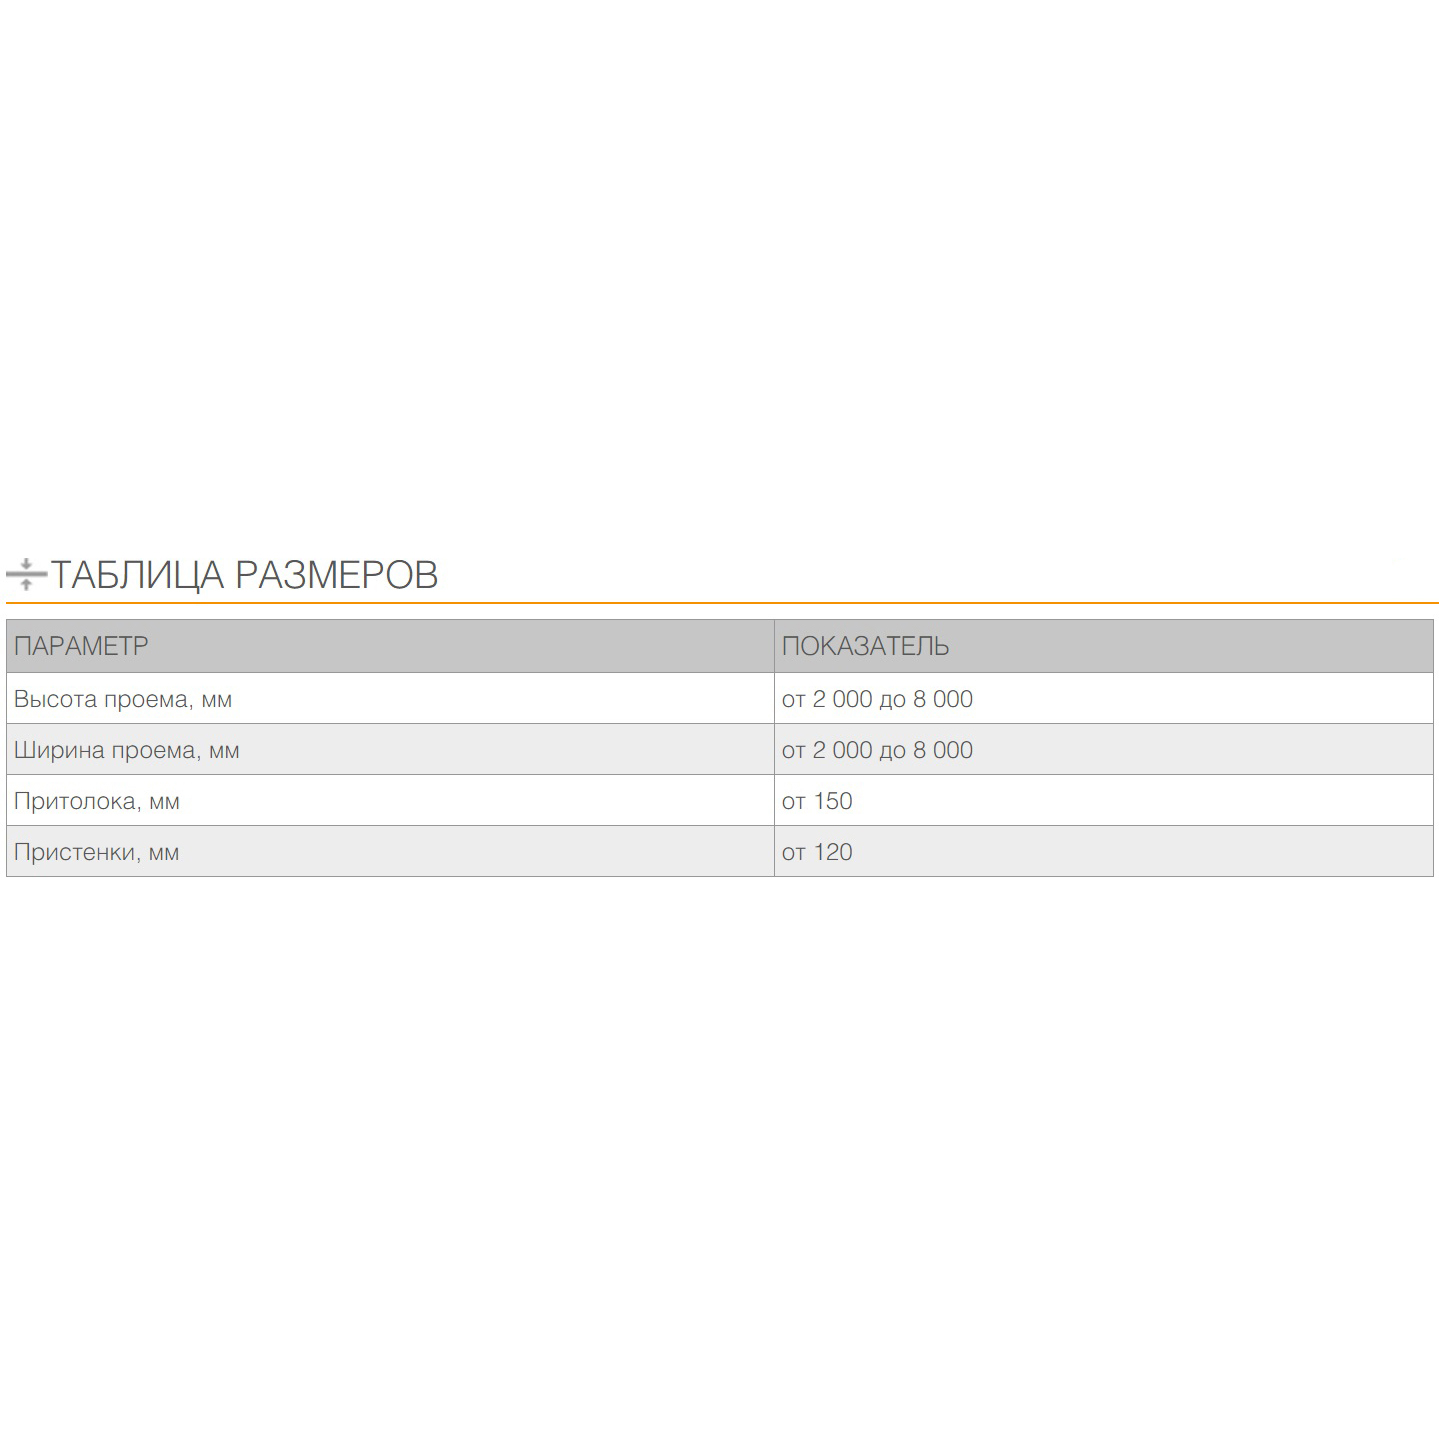 ТАБЛИЦА РАЗМЕРОВ
ПАРАМЕТР ПОКАЗАТЕЛЬ
Высота проема, мм от 2 000 до 8 000
Ширина проема, мм от 2 000 до 8 000
Притолока, мм от 150
Пристенки, мм от 120